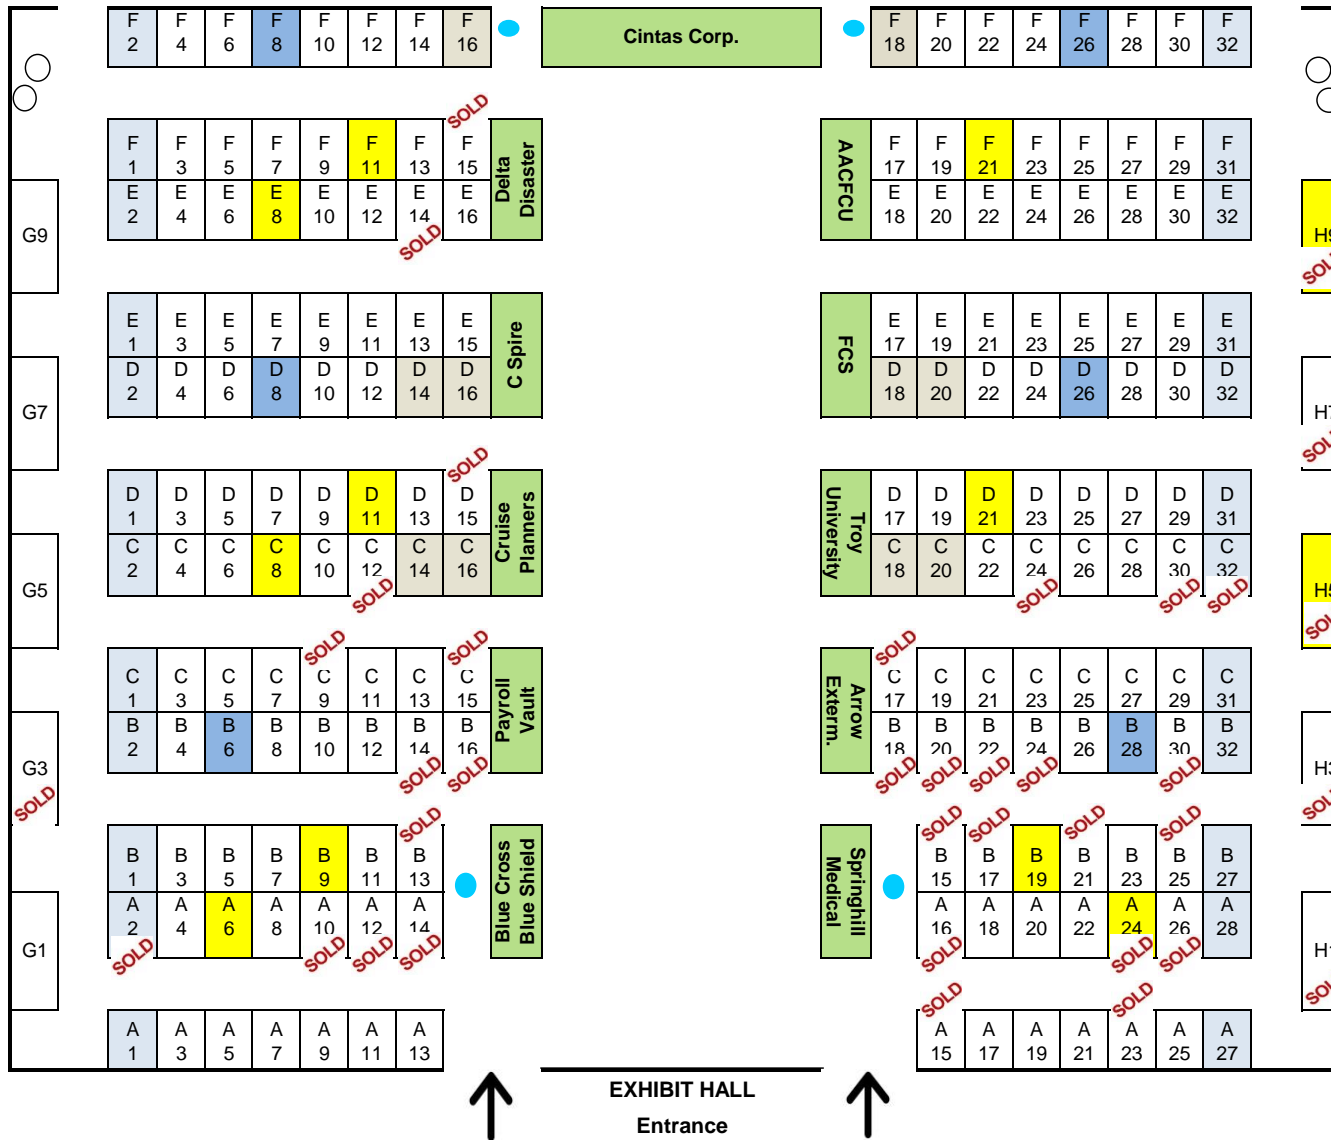 F F F F F F F F Cintas Corp. F F F F F F F F
2 4 6 8 10 12 14 16 18 20 22 24 26 28 30 32
SOLD
F F F F F F F F Delta Disaster AACFCU F F F F F F F F
1 3 5 7 9 11 13 15 17 19 21 23 25 27 29 31
E E E E E E E E E E E E E E E E
2 4 6 8 10 12 14 16 18 20 22 24 26 28 30 32
G9
SOLD
SOLD
E E E E E E E E C Spire FCS E E E E E E E E
1 3 5 7 9 11 13 15 17 19 21 23 25 27 29 31
D D D D D D D D D D D D D D D D
2 4 6 8 10 12 14 16 18 20 22 24 26 28 30 32
G7
SOLD
SOLD
D D D D D D D D Cruise Planners Troy University D D D D D D D D
1 3 5 7 9 11 13 15 17 19 21 23 25 27 29 31
C C C C C C C C C C C C C C C C
2 4 6 8 10 12 14 16 18 20 22 24 26 28 30 32
G5
SOLD SOLD SOLD SOLD
SOLD SOLD SOLD
C C C C C C C C Payroll Vault Arrow Exterm. C C C C C C C C
1 3 5 7 9 11 13 15 17 19 21 23 25 27 29 31
B B B B B B B B B B B B B B B B
2 4 6 8 10 12 14 16 18 20 22 24 26 28 30 32
G3
SOLD SOLD SOLD SOLD SOLD SOLD SOLD
SOLD
SOLD SOLD SOLD SOLD SOLD
B B B B B B B Blue Cross Blue Shield Springhill Medical B B B B B B B
1 3 5 7 9 11 13 15 17 19 21 23 25 27
A A A A A A A A A A A A A A
2 4 6 8 10 12 14 16 18 20 22 24 26 28
G1
SOLD SOLD SOLD SOLD SOLD SOLD SOLD
SOLD SOLD
A A A A A A A A A A A A A A
1 3 5 7 9 11 13 15 17 19 21 23 25 27
EXHIBIT HALL
Entrance